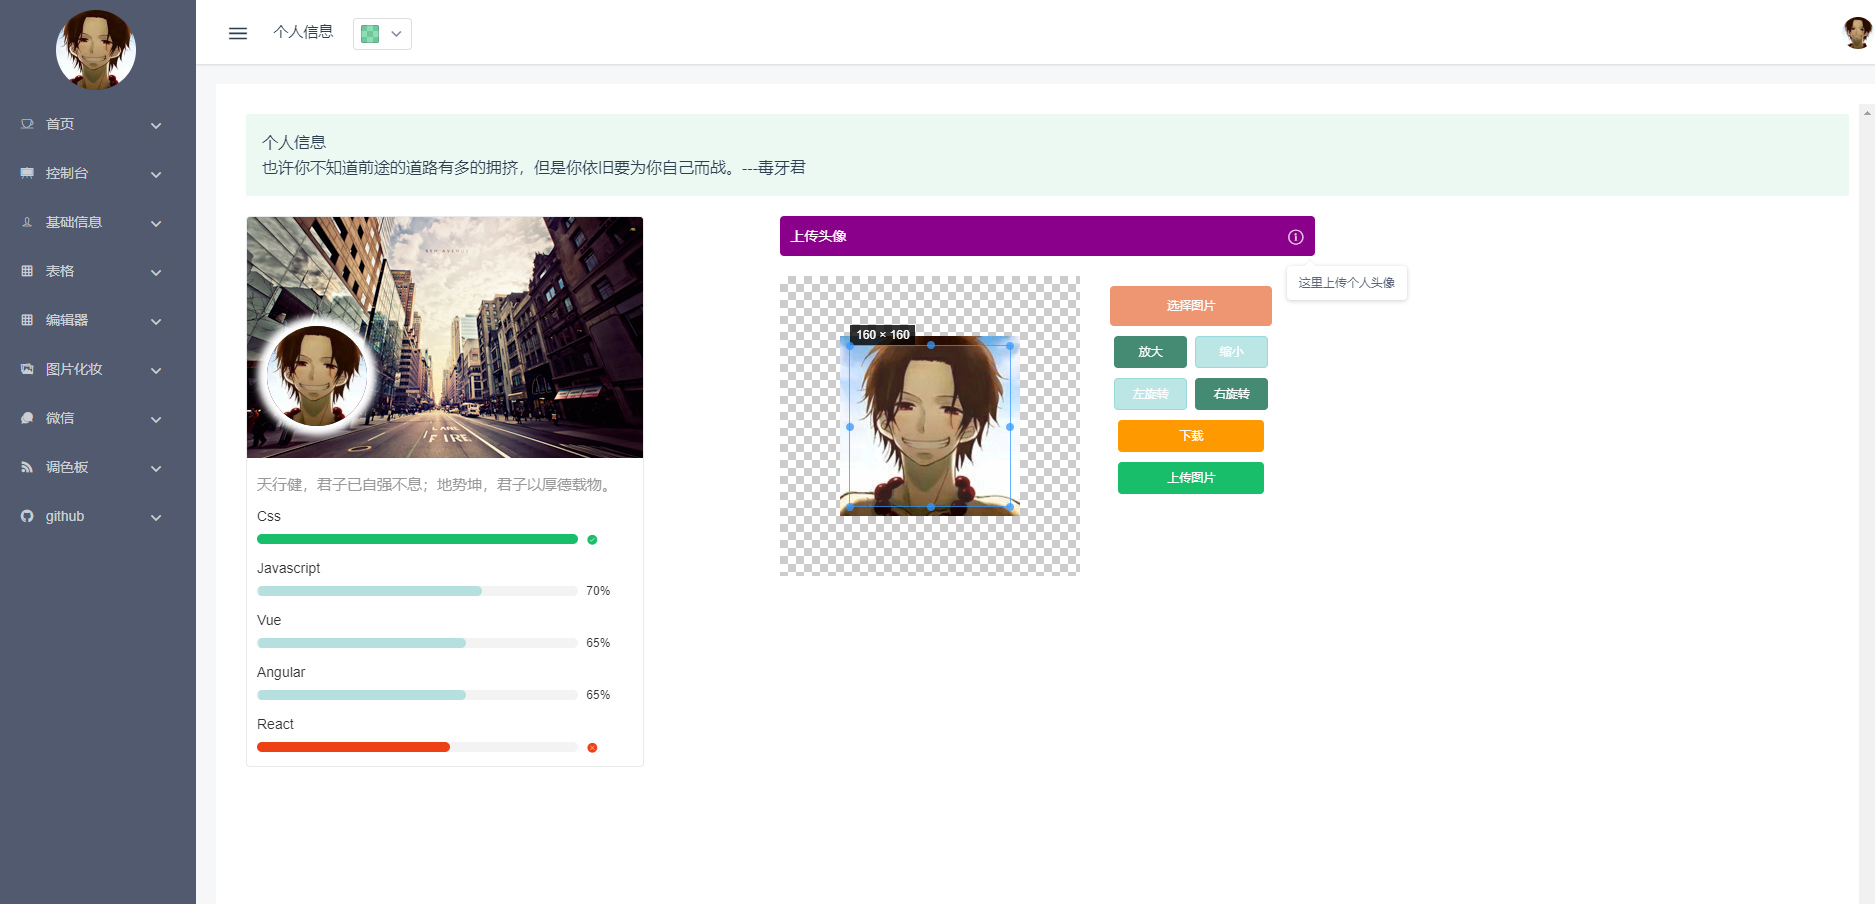 首页
控制台
基础信息
表格
编辑器
图片化妆
微信
调色板
github
个人信息
个人信息
也许你不知道前途的道路有多的拥挤，但是你依旧要为你自己而战。---毒牙君
天行健，君子已自强不息；地势坤，君子以厚德载物。
Css
Javascript
70%
Vue
65%
Angular
65%
React
上传头像
这里上传个人头像
160 × 160
选择图片
放大 缩小
左旋转 右旋转
下载
上传图片